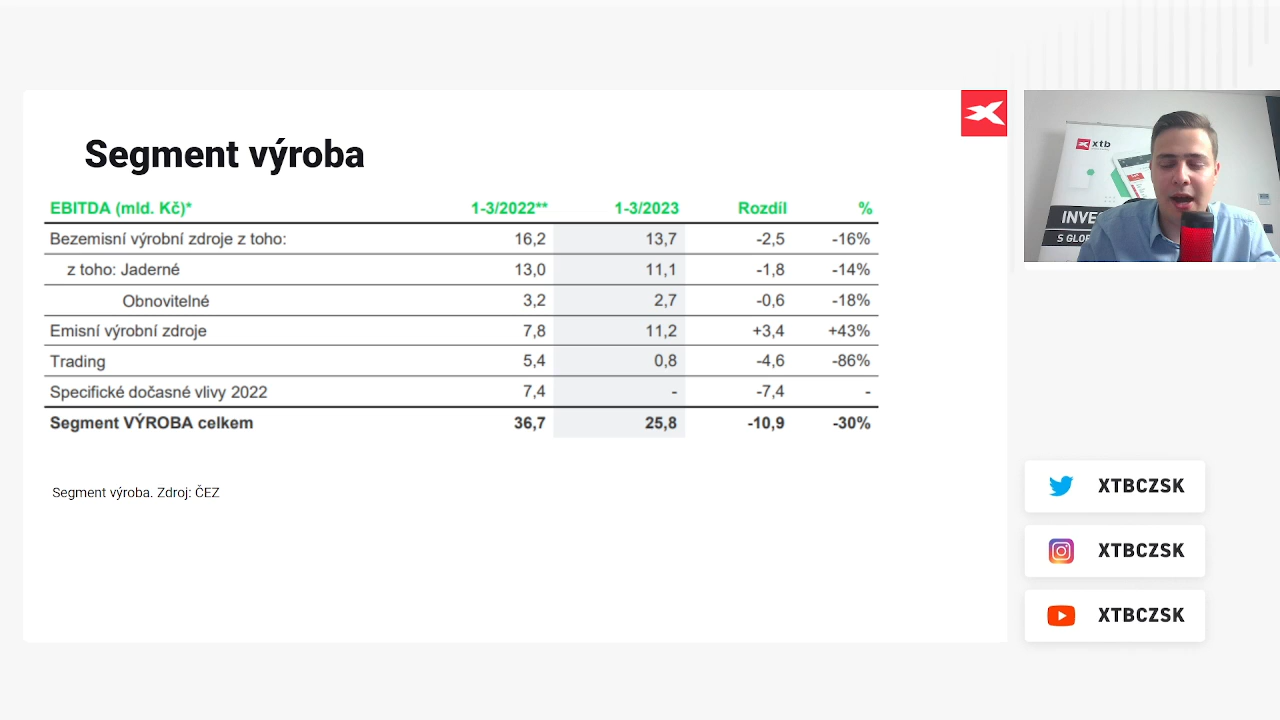 Segment výroba
EBITDA (mld. Kč)* 1-3/2022** 1-3/2023 Rozdíl %
Bezemisní výrobní zdroje z toho: 16,2 13,7 -2,5 -16%
z toho: Jaderné 13,0 11,1 -1,8 -14%
Obnovitelné 3,2 2,7 -0,6 -18%
Emisní výrobní zdroje 7,8 11,2 +3,4 +43%
Trading 5,4 0,8 -4,6 -86%
Specifické dočasné vlivy 2022 7,4 - -7,4 -
Segment VÝROBA celkem 36,7 25,8 -10,9 -30%
Segment výroba. Zdroj: ČEZ
xtb
INVE
S GLO
XTBCZSK
XTBCZSK
XTBCZSK